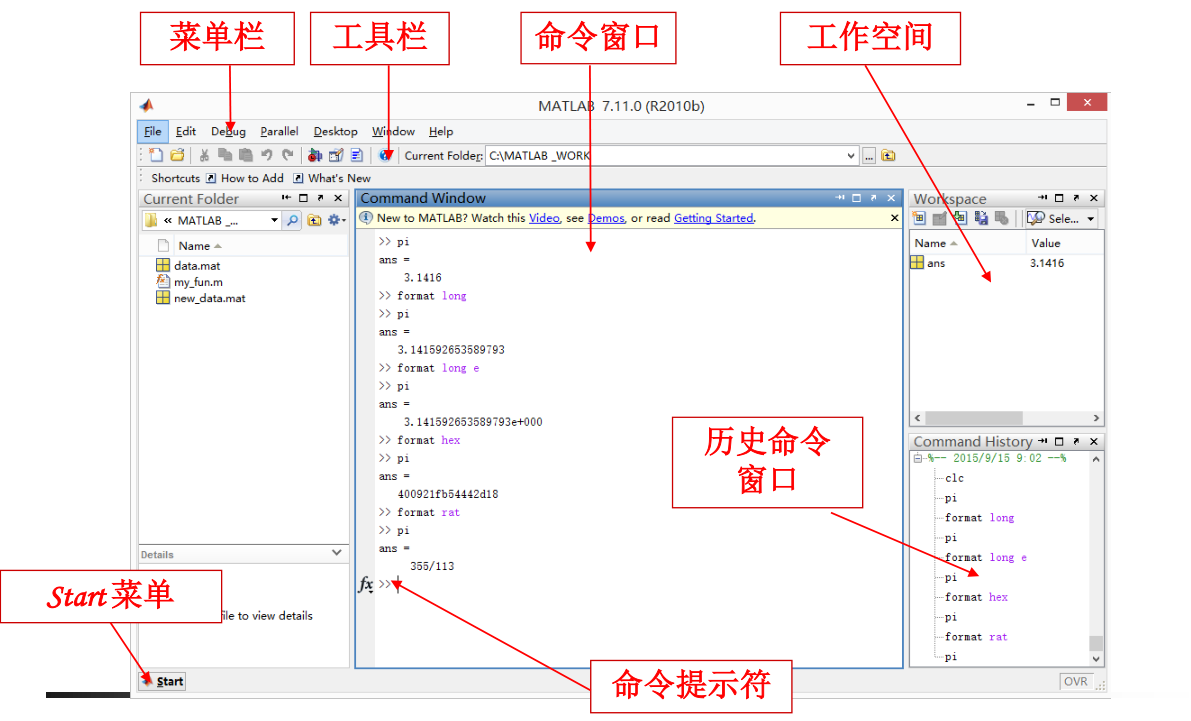 菜单栏
工具栏
命令窗口
工作空间
MATLAB 7.11.0 (R2010b)
File Edit Debug Parallel Desktop Window Help
Current Folder: C:\MATLAB _WORK
...
Shortcuts How to Add What's New
Current Folder
« MATLAB _...
Name
data.mat
my_fun.m
new_data.mat
Details
file to view details
Start菜单
Start
Command Window
New to MATLAB? Watch this Video, see Demos, or read Getting Started.
>> pi
ans =
3.1416
>> format long
>> pi
ans =
3.141592653589793
>> format long e
>> pi
ans =
3.141592653589793e+000
>> format hex
>> pi
ans =
400921fb54442d18
>> format rat
>> pi
ans =
355/113
fx >>
命令提示符
Workspace
Sele...
Name Value
ans 3.1416
历史命令
窗口
Command History
%-- 2015/9/15 9:02 --%
clc
pi
format long
pi
format long e
pi
format hex
pi
format rat
pi
OVR